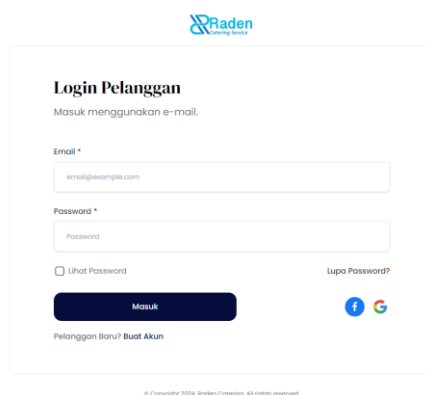 Raden
Catering Service
Login Pelanggan
Masuk menggunakan e-mail.
Email *
email@example.com
Password *
Password
Lihat Password
Lupa Password?
Masuk
Pelanggan Baru? Buat Akun
© Copyright 2024, Raden Catering. All rights reserved.